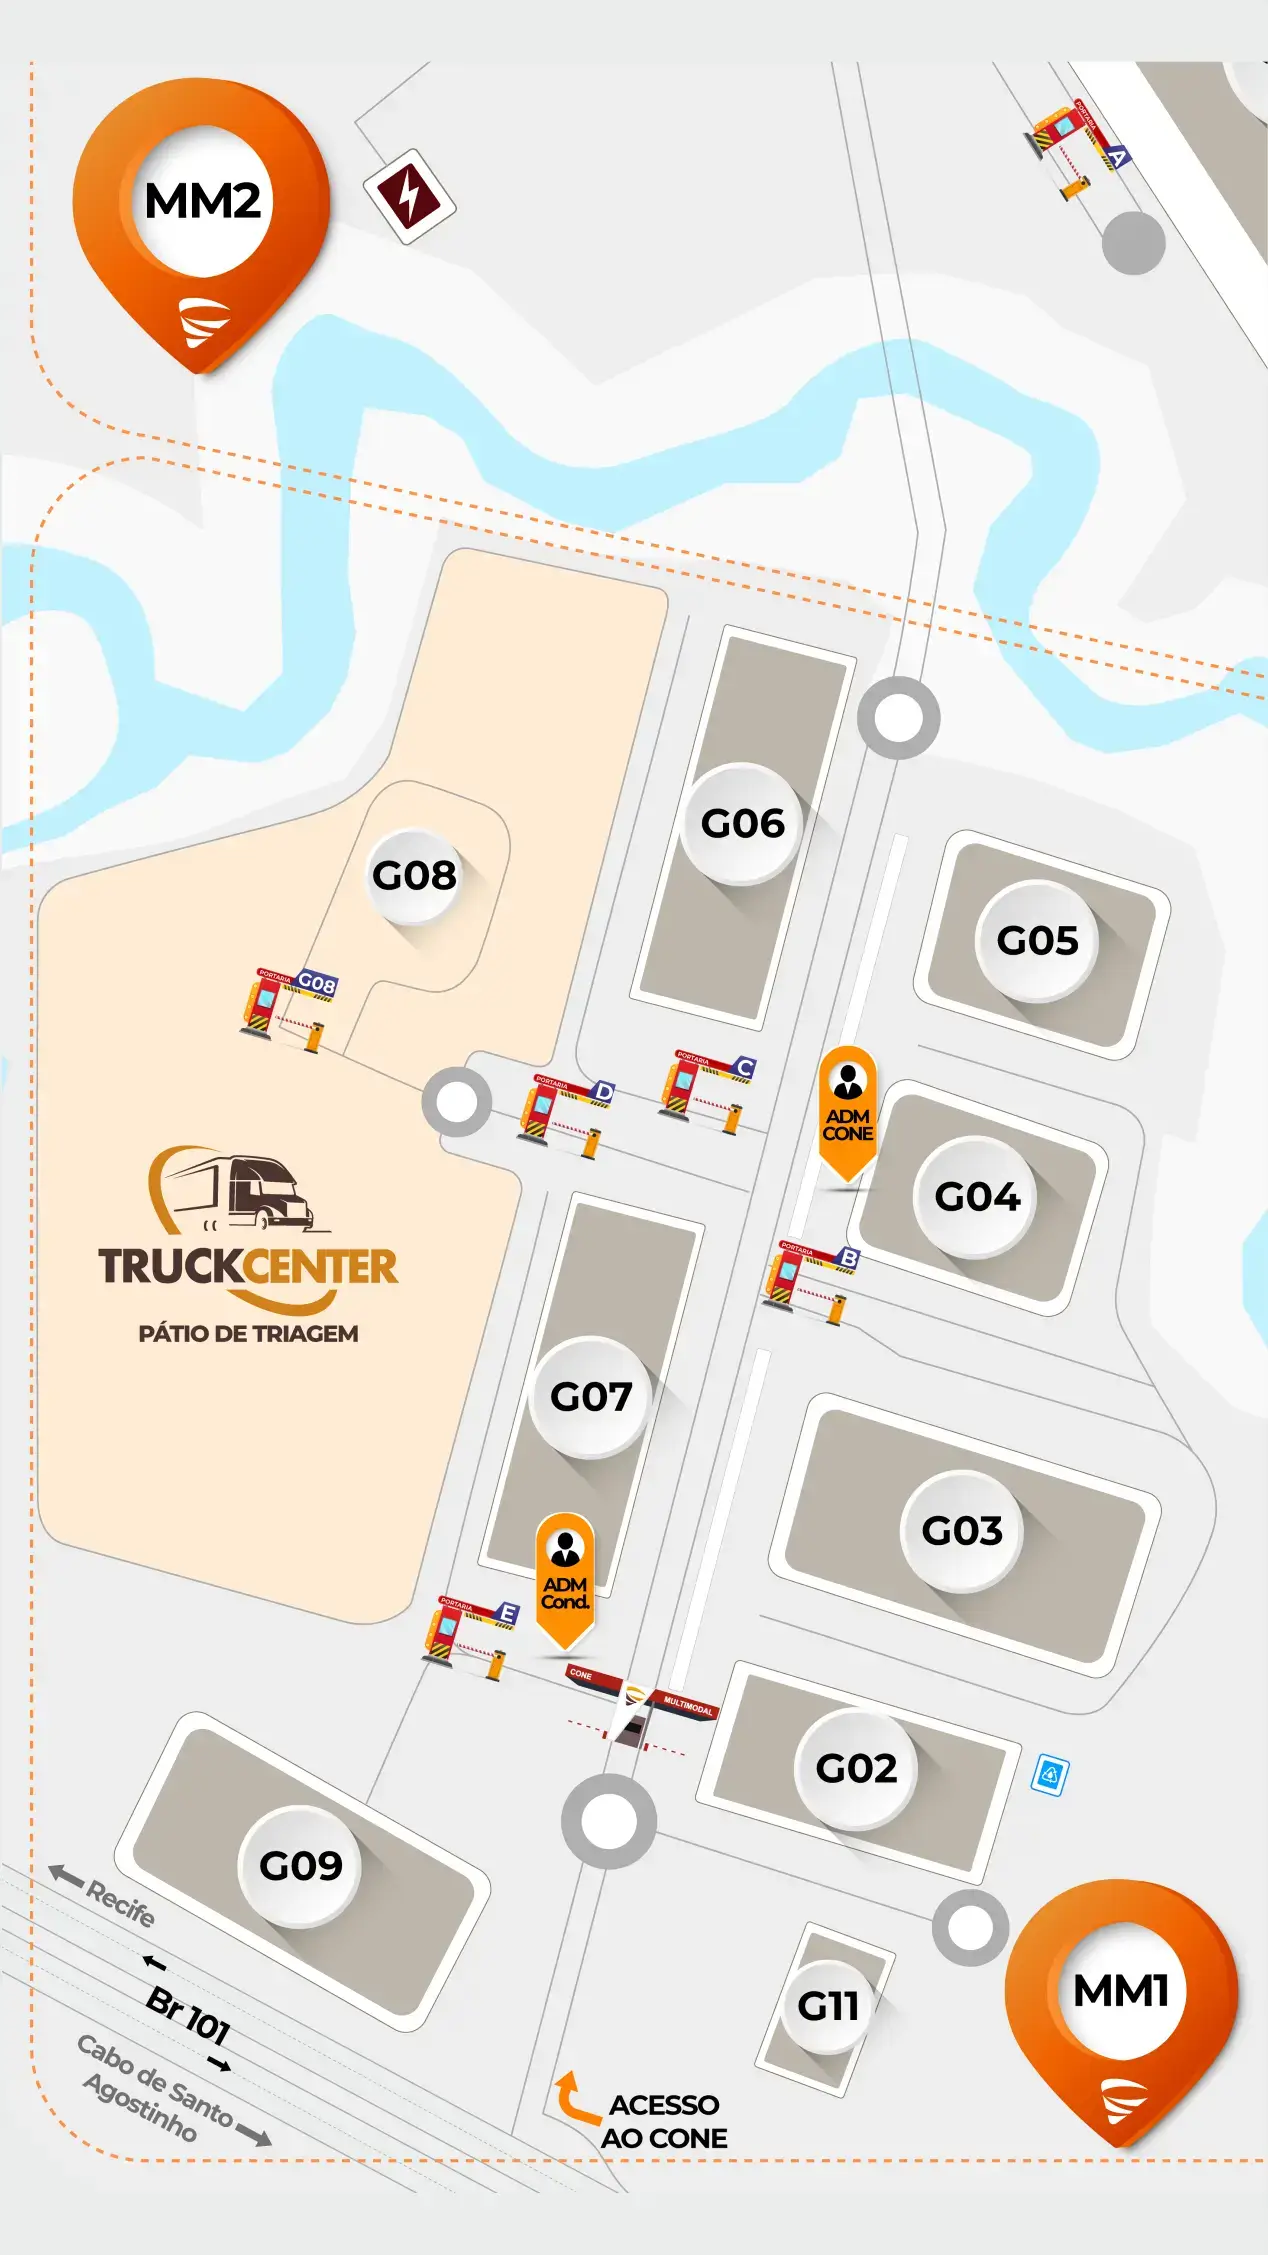 MM2
PORTARIA
A
G06
G08
G05
PORTARIA
G08
PORTARIA
C
PORTARIA
D
ADM
CONE
G04
TRUCKCENTER
PÁTIO DE TRIAGEM
PORTARIA
B
G07
G03
ADM
Cond.
PORTARIA
E
CONE
MULTIMODAL
G02
G09
Recife
Br 101
Cabo de Santo
Agostinho
G11
MM1
ACESSO
AO CONE